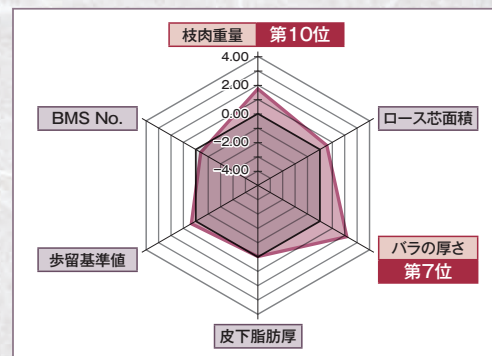 枝肉重量 第10位
4.00
0.00
-2.00
-4.00
BMS No.
ロース芯面積
歩留基準値
バラの厚さ
第7位
皮下脂肪厚